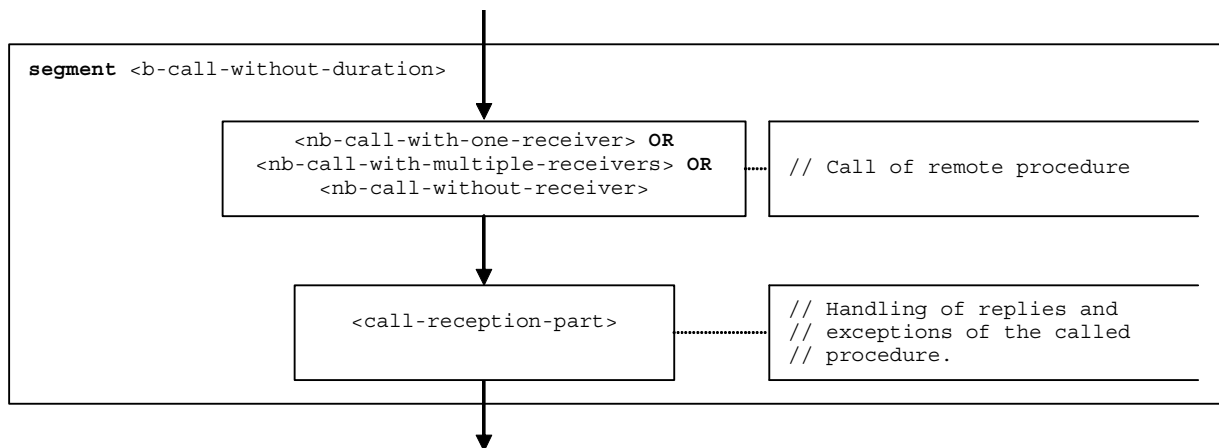 segment <b-call-without-duration>
<nb-call-with-one-receiver> OR
<nb-call-with-multiple-receivers> OR
<nb-call-without-receiver>
// Call of remote procedure
<call-reception-part>
// Handling of replies and
// exceptions of the called
// procedure.